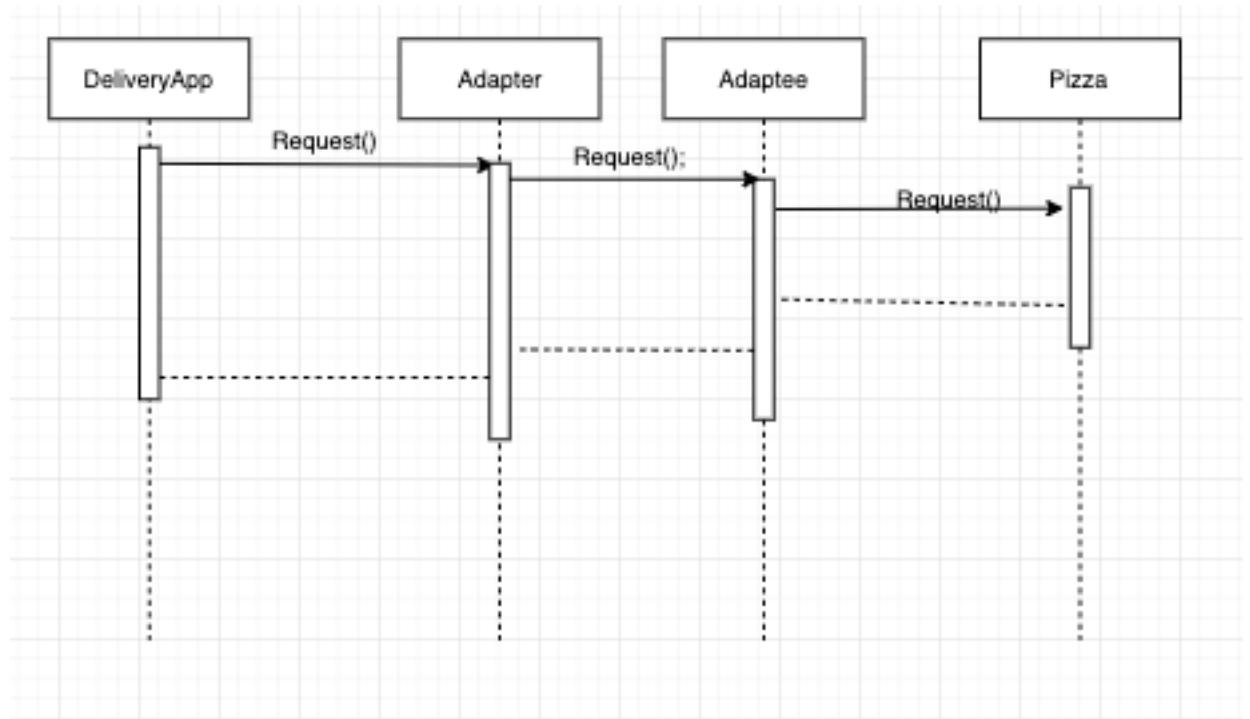 DeliveryApp
Adapter
Adaptee
Pizza
Request()
Request();
Request()